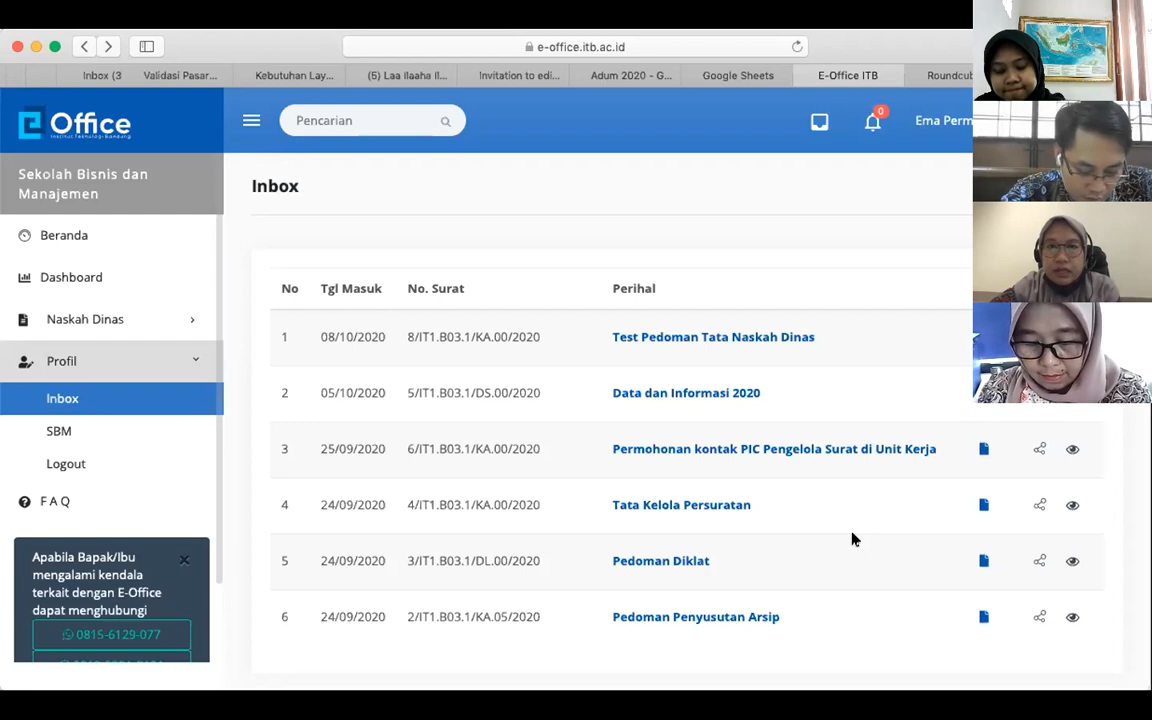 e-office.itb.ac.id
Inbox (3 Validasi Pasar... Kebutuhan Lay... (5) Laa ilaaha il... Invitation to edi... Adum 2020 - G... Google Sheets E-Office ITB Roundcub
Office
Institut Teknologi Bandung
Pencarian
0
Ema Perm
Sekolah Bisnis dan
Manajemen
Beranda
Dashboard
Naskah Dinas
Profil
Inbox
SBM
Logout
F A Q
Apabila Bapak/Ibu
mengalami kendala
terkait dengan E-Office
dapat menghubungi
0815-6129-077
Inbox
No Tgl Masuk No. Surat Perihal
1 08/10/2020 8/IT1.B03.1/KA.00/2020 Test Pedoman Tata Naskah Dinas
2 05/10/2020 5/IT1.B03.1/DS.00/2020 Data dan Informasi 2020
3 25/09/2020 6/IT1.B03.1/KA.00/2020 Permohonan kontak PIC Pengelola Surat di Unit Kerja
4 24/09/2020 4/IT1.B03.1/KA.00/2020 Tata Kelola Persuratan
5 24/09/2020 3/IT1.B03.1/DL.00/2020 Pedoman Diklat
6 24/09/2020 2/IT1.B03.1/KA.05/2020 Pedoman Penyusutan Arsip